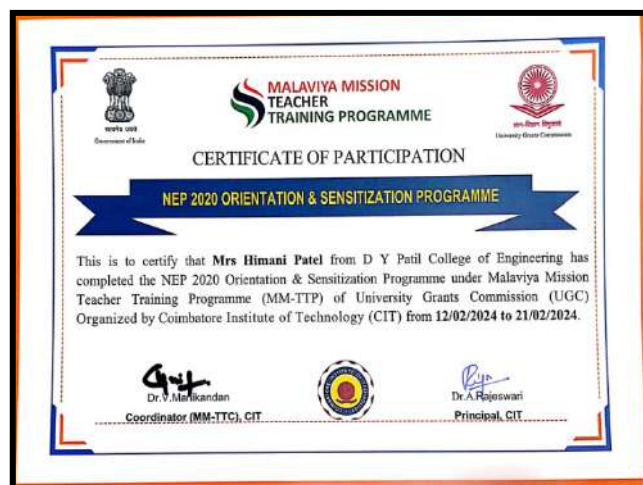 सत्यमेव जयते
Government of India
MALAVIYA MISSION
TEACHER
TRAINING PROGRAMME
ज्ञान-विज्ञान विमुक्तये
University Grants Commission
CERTIFICATE OF PARTICIPATION
NEP 2020 ORIENTATION & SENSITIZATION PROGRAMME
This is to certify that Mrs Himani Patel from D Y Patil College of Engineering has
completed the NEP 2020 Orientation & Sensitization Programme under Malaviya Mission
Teacher Training Programme (MM-TTP) of University Grants Commission (UGC)
Organized by Coimbatore Institute of Technology (CIT) from 12/02/2024 to 21/02/2024.
Dr.V.Manikandan
Coordinator (MM-TTC), CIT
Dr.A.Rajeswari
Principal, CIT